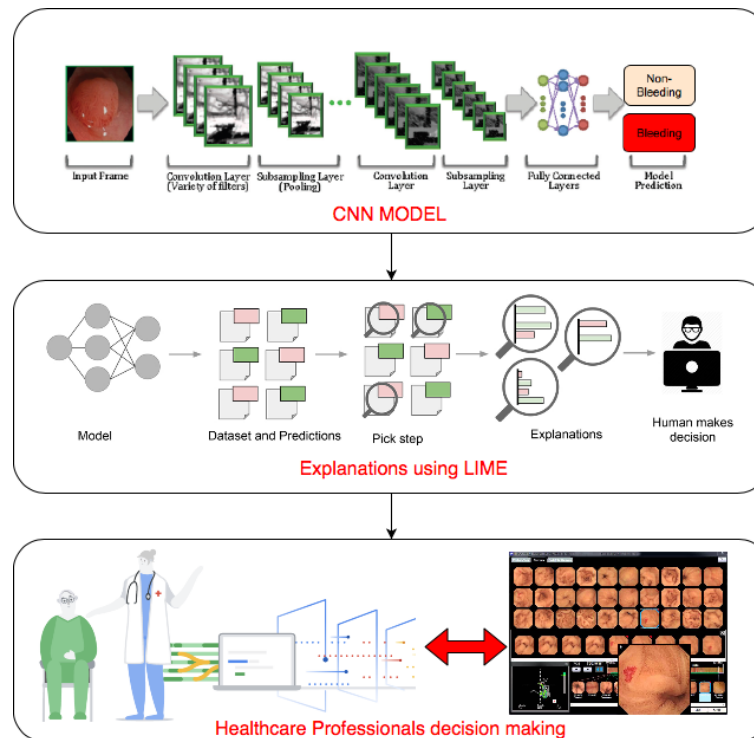 Non-
Bleeding
Bleeding
Input Frame
Convolution Layer
(Variety of filters)
Subsampling Layer
(Pooling)
Convolution
Layer
Subsampling
Layer
Fully Connected
Layers
Model
Prediction
CNN MODEL
Model
Dataset and Predictions
Pick step
Explanations
Human makes
decision
Explanations using LIME
Healthcare Professionals decision making